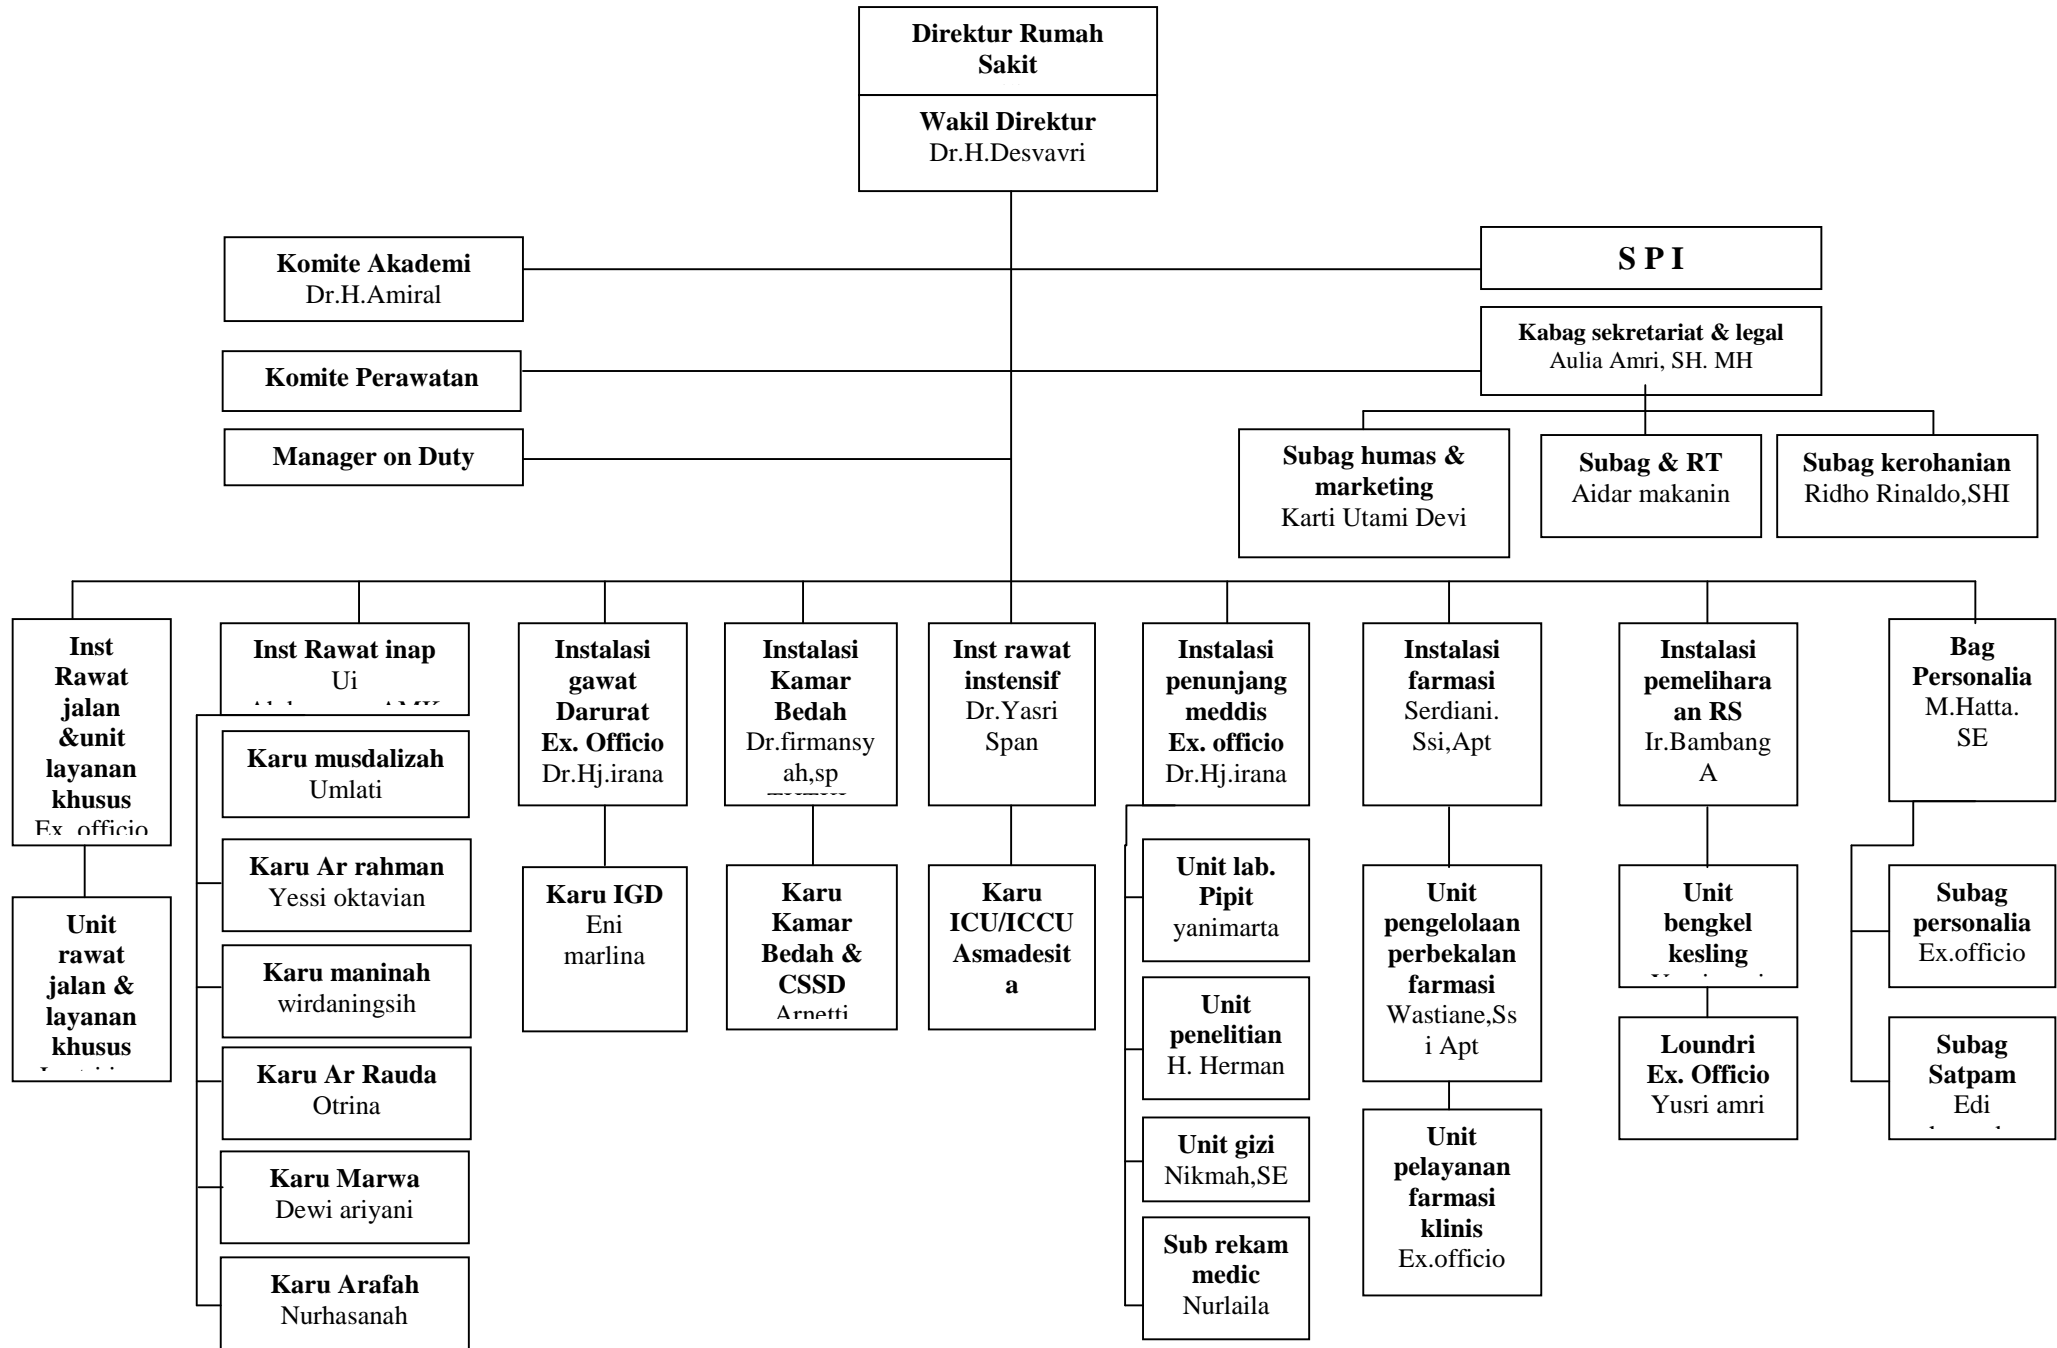 Direktur Rumah
Sakit
Wakil Direktur
Dr.H.Desvavri
Komite Akademi
Dr.H.Amiral
S P I
Kabag sekretariat & legal
Aulia Amri, SH. MH
Komite Perawatan
Manager on Duty
Subag humas &
marketing
Karti Utami Devi
Subag & RT
Aidar makanin
Subag kerohanian
Ridho Rinaldo,SHI
Inst
Rawat
jalan
&unit
layanan
khusus
Ex. officio
Unit
rawat
jalan &
layanan
khusus
Inst Rawat inap
Ui
Karu musdalizah
Umlati
Karu Ar rahman
Yessi oktavian
Karu maninah
wirdaningsih
Karu Ar Rauda
Otrina
Karu Marwa
Dewi ariyani
Karu Arafah
Nurhasanah
Instalasi
gawat
Darurat
Ex. Officio
Dr.Hj.irana
Karu IGD
Eni
marlina
Instalasi
Kamar
Bedah
Dr.firmansy
ah,sp
Karu
Kamar
Bedah &
CSSD
Arnetti
Inst rawat
instensif
Dr.Yasri
Span
Karu
ICU/ICCU
Asmadesit
a
Instalasi
penunjang
meddis
Ex. officio
Dr.Hj.irana
Unit lab.
Pipit
yanimarta
Unit
penelitian
H. Herman
Unit gizi
Nikmah,SE
Sub rekam
medic
Nurlaila
Instalasi
farmasi
Serdiani.
Ssi,Apt
Unit
pengelolaan
perbekalan
farmasi
Wastiane,Ss
i Apt
Unit
pelayanan
farmasi
klinis
Ex.officio
Instalasi
pemelihara
an RS
Ir.Bambang
A
Unit
bengkel
kesling
Loundri
Ex. Officio
Yusri amri
Bag
Personalia
M.Hatta.
SE
Subag
personalia
Ex.officio
Subag
Satpam
Edi